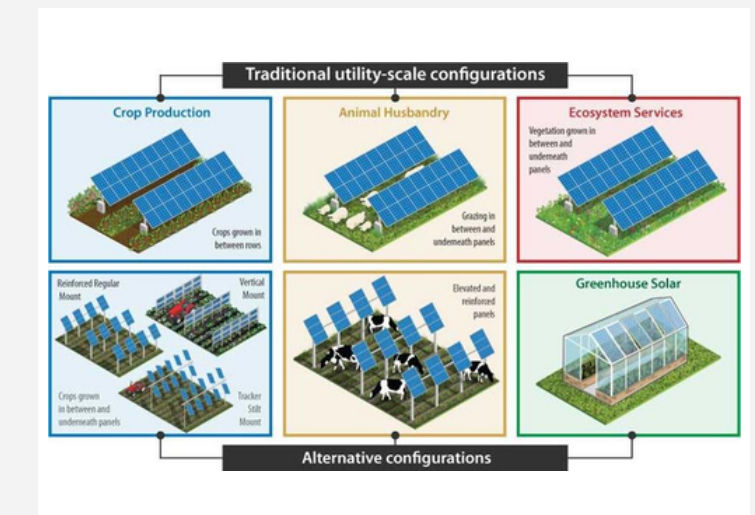 Traditional utility-scale configurations
Crop Production
Crops grown in
between rows
Animal Husbandry
Grazing in
between and
underneath panels
Ecosystem Services
Vegetation grown in
between and
underneath
panels
Reinforced Regular
Mount
Vertical
Mount
Crops grown
in between and
underneath panels
Tracker
Stilt
Mount
Elevated and
reinforced
panels
Greenhouse Solar
Alternative configurations